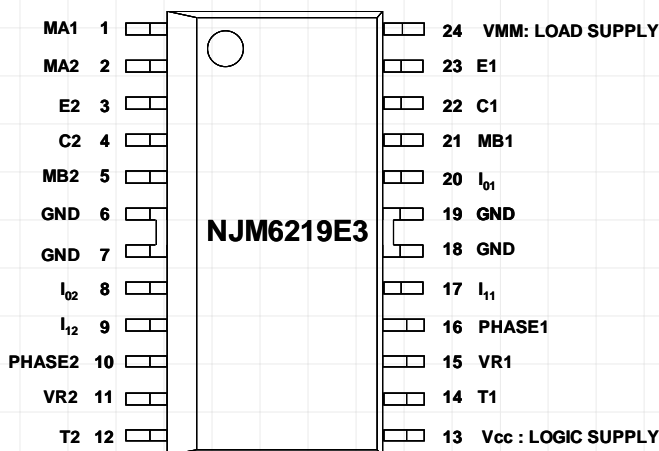 MA1 1 24 VMM: LOAD SUPPLY
MA2 2 23 E1
E2 3 22 C1
C2 4 21 MB1
MB2 5 20 I01
GND 6 19 GND
NJM6219E3
GND 7 18 GND
I02 8 17 I11
I12 9 16 PHASE1
PHASE2 10 15 VR1
VR2 11 14 T1
T2 12 13 Vcc : LOGIC SUPPLY